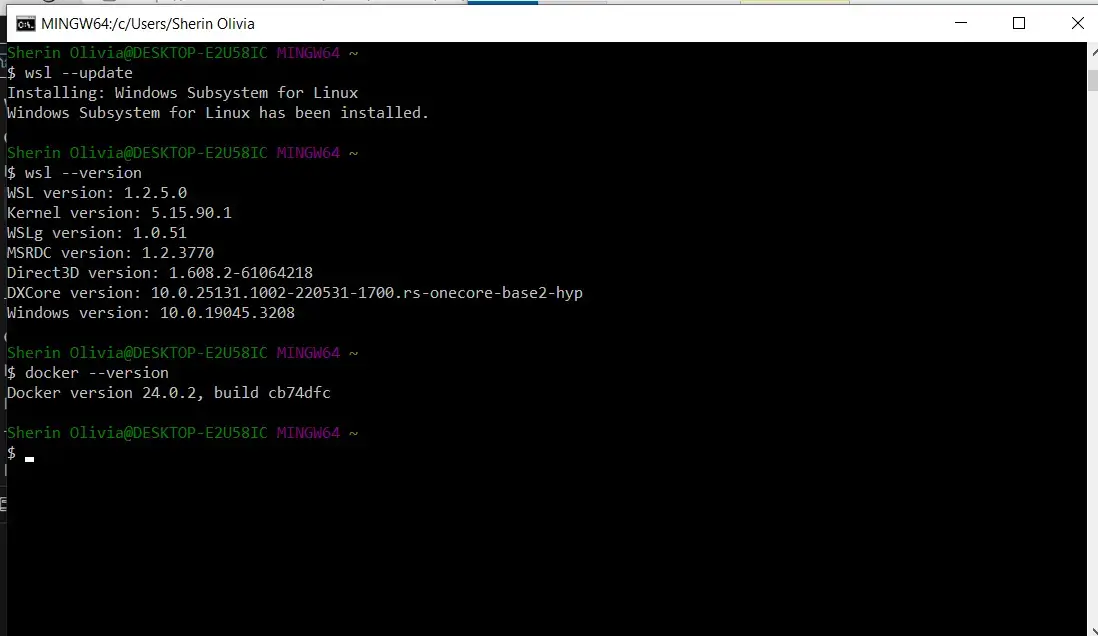 MINGW64:/c/Users/Sherin Olivia
Sherin Olivia@DESKTOP-E2U58IC MINGW64 ~
$ wsl --update
Installing: Windows Subsystem for Linux
Windows Subsystem for Linux has been installed.
Sherin Olivia@DESKTOP-E2U58IC MINGW64 ~
$ wsl --version
WSL version: 1.2.5.0
Kernel version: 5.15.90.1
WSLg version: 1.0.51
MSRDC version: 1.2.3770
Direct3D version: 1.608.2-61064218
DXCore version: 10.0.25131.1002-220531-1700.rs-onecore-base2-hyp
Windows version: 10.0.19045.3208
Sherin Olivia@DESKTOP-E2U58IC MINGW64 ~
$ docker --version
Docker version 24.0.2, build cb74dfc
Sherin Olivia@DESKTOP-E2U58IC MINGW64 ~
$